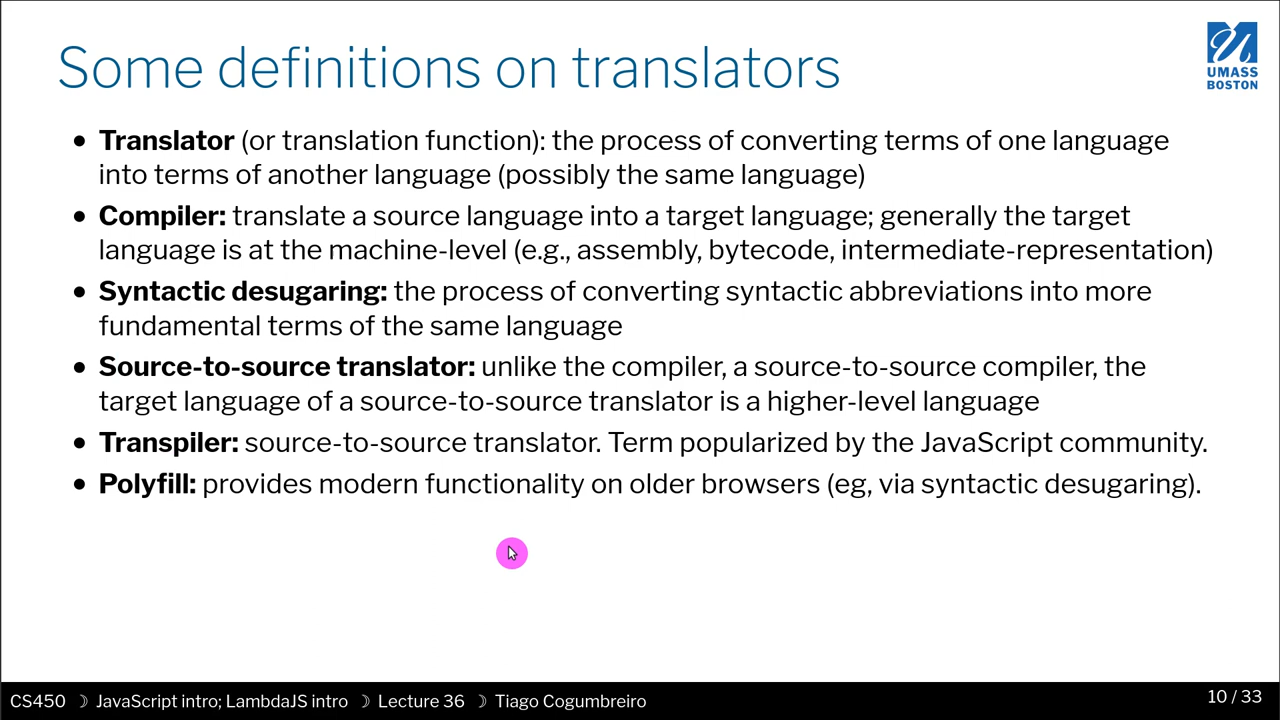 Some definitions on translators
UMASS
BOSTON
• Translator (or translation function): the process of converting terms of one language
into terms of another language (possibly the same language)
• Compiler: translate a source language into a target language; generally the target
language is at the machine-level (e.g., assembly, bytecode, intermediate-representation)
• Syntactic desugaring: the process of converting syntactic abbreviations into more
fundamental terms of the same language
• Source-to-source translator: unlike the compiler, a source-to-source compiler, the
target language of a source-to-source translator is a higher-level language
• Transpiler: source-to-source translator. Term popularized by the JavaScript community.
• Polyfill: provides modern functionality on older browsers (eg, via syntactic desugaring).
CS450 ☽ JavaScript intro; LambdaJS intro ☽ Lecture 36 ☽ Tiago Cogumbreiro
10 / 33